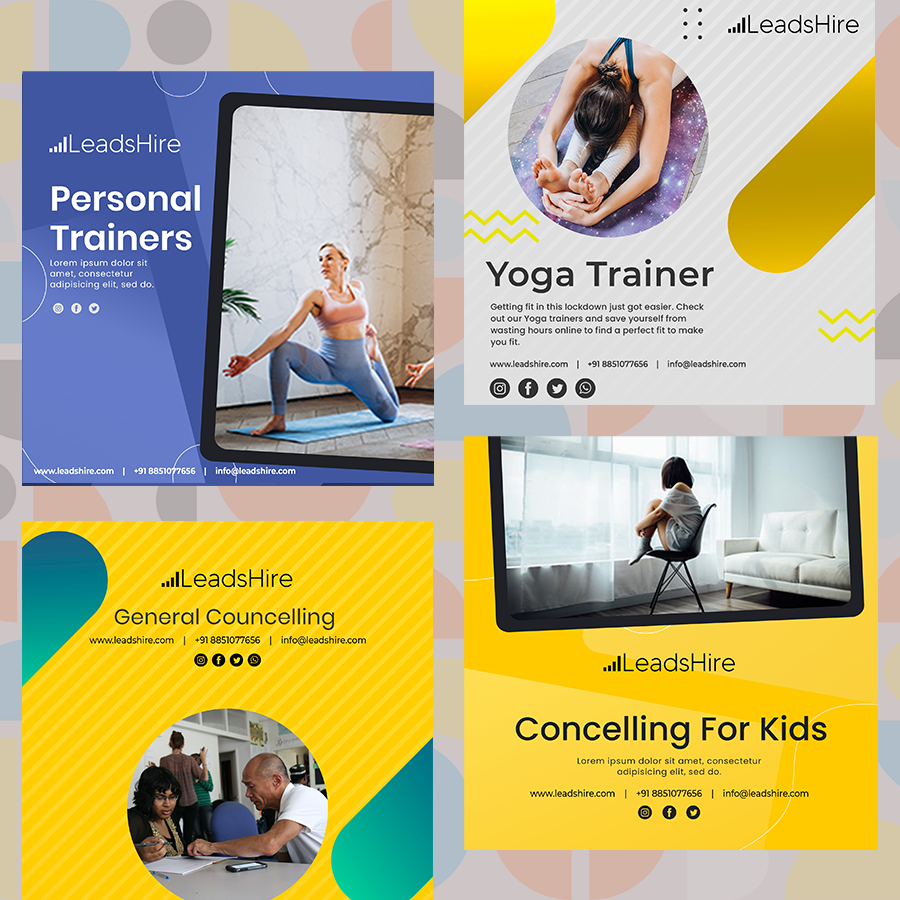 LeadsHire
Personal
Trainers
Lorem ipsum dolor sit
amet, consectetur
adipisicing elit, sed do.
www.leadshire.com | +91 8851077656 | info@leadshire.com
LeadsHire
Yoga Trainer
Getting fit in this lockdown just got easier. Check
out our Yoga trainers and save yourself from
wasting hours online to find a perfect fit to make
you fit.
www.leadshire.com | +91 8851077656 | info@leadshire.com
LeadsHire
General Councelling
www.leadshire.com | +91 8851077656 | info@leadshire.com
LeadsHire
Concelling For Kids
Lorem ipsum dolor sit amet, consectetur
adipisicing elit, sed do.
www.leadshire.com | +91 8851077656 | info@leadshire.com